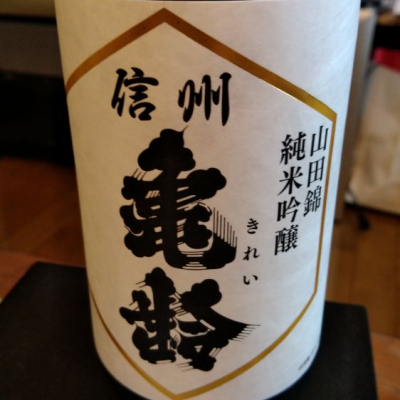 信州
亀齢
きれい
山田錦
純米吟醸